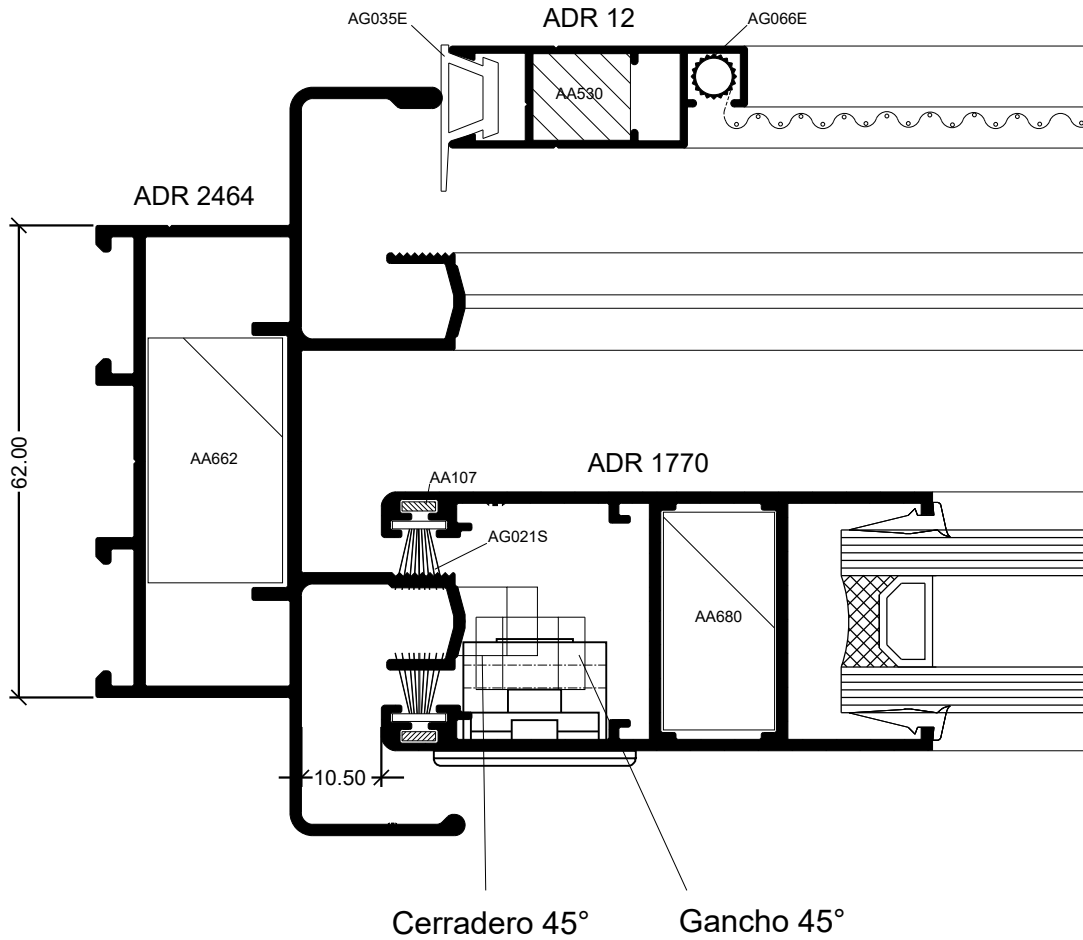 AG035E
ADR 12
AG066E
AA530
ADR 2464
62.00
AA662
AA107
ADR 1770
AG021S
AA680
10.50
Cerradero 45°
Gancho 45°